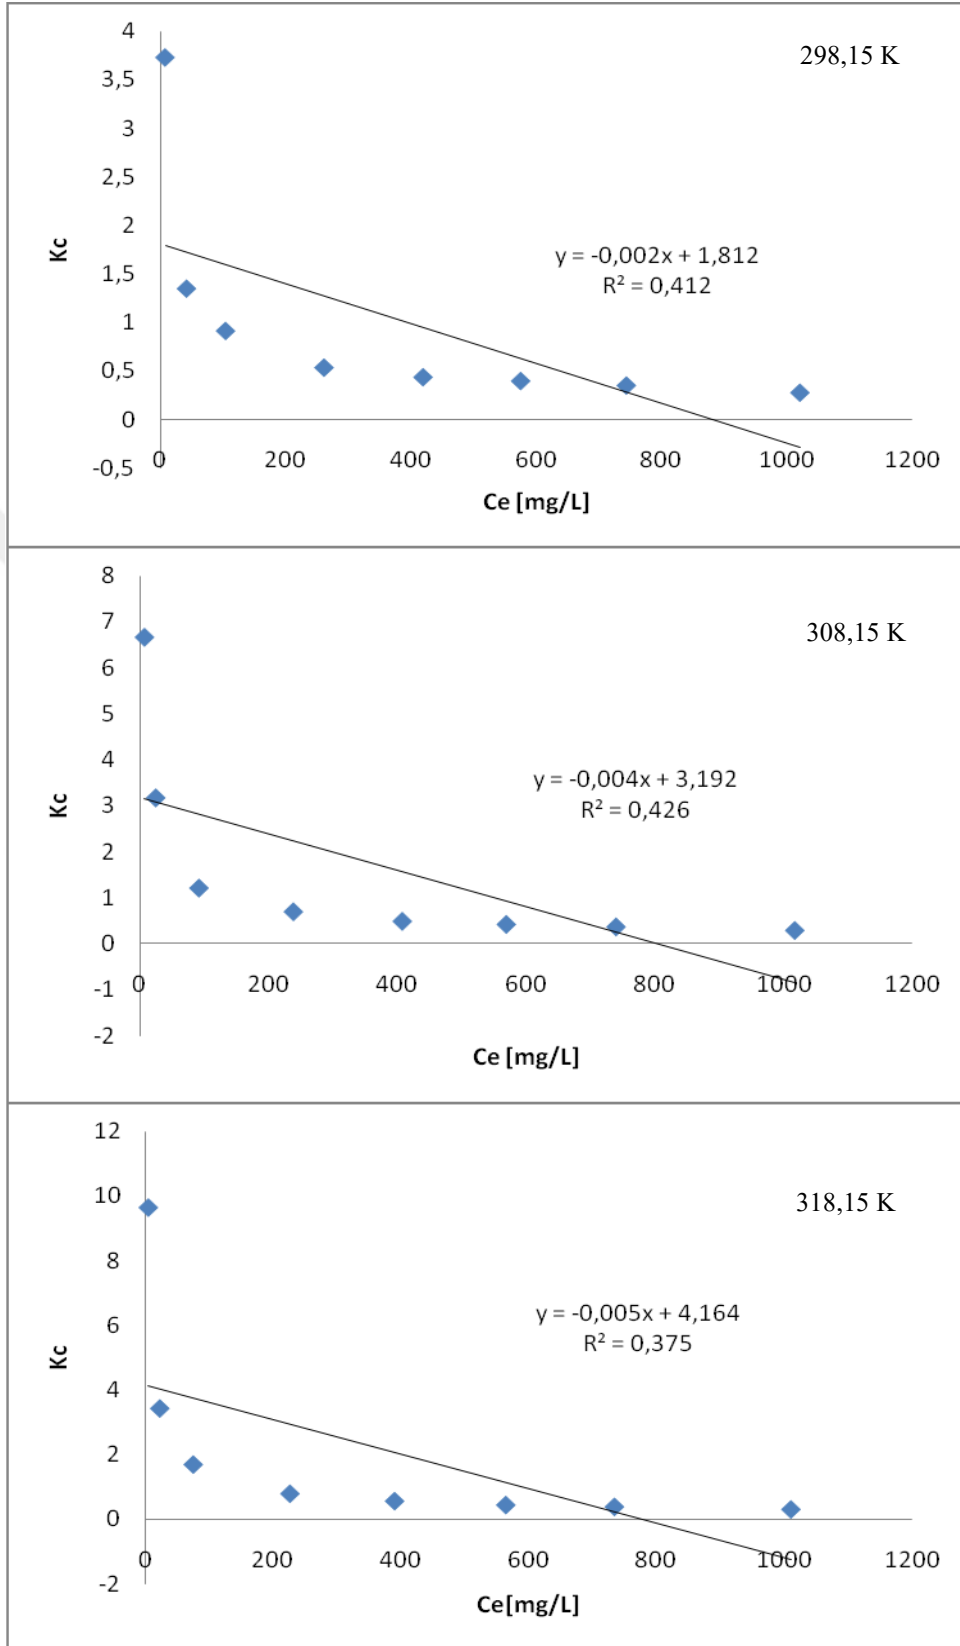 298,15 K
4
3,5
3
2,5
2
1,5
1
0,5
0
-0,5
Kc
y = -0,002x + 1,812
R² = 0,412
0 200 400 600 800 1000 1200
Ce [mg/L]
308,15 K
8
7
6
5
4
3
2
1
0
-1
-2
Kc
y = -0,004x + 3,192
R² = 0,426
0 200 400 600 800 1000 1200
Ce [mg/L]
318,15 K
12
10
8
6
4
2
0
-2
Kc
y = -0,005x + 4,164
R² = 0,375
0 200 400 600 800 1000 1200
Ce[mg/L]